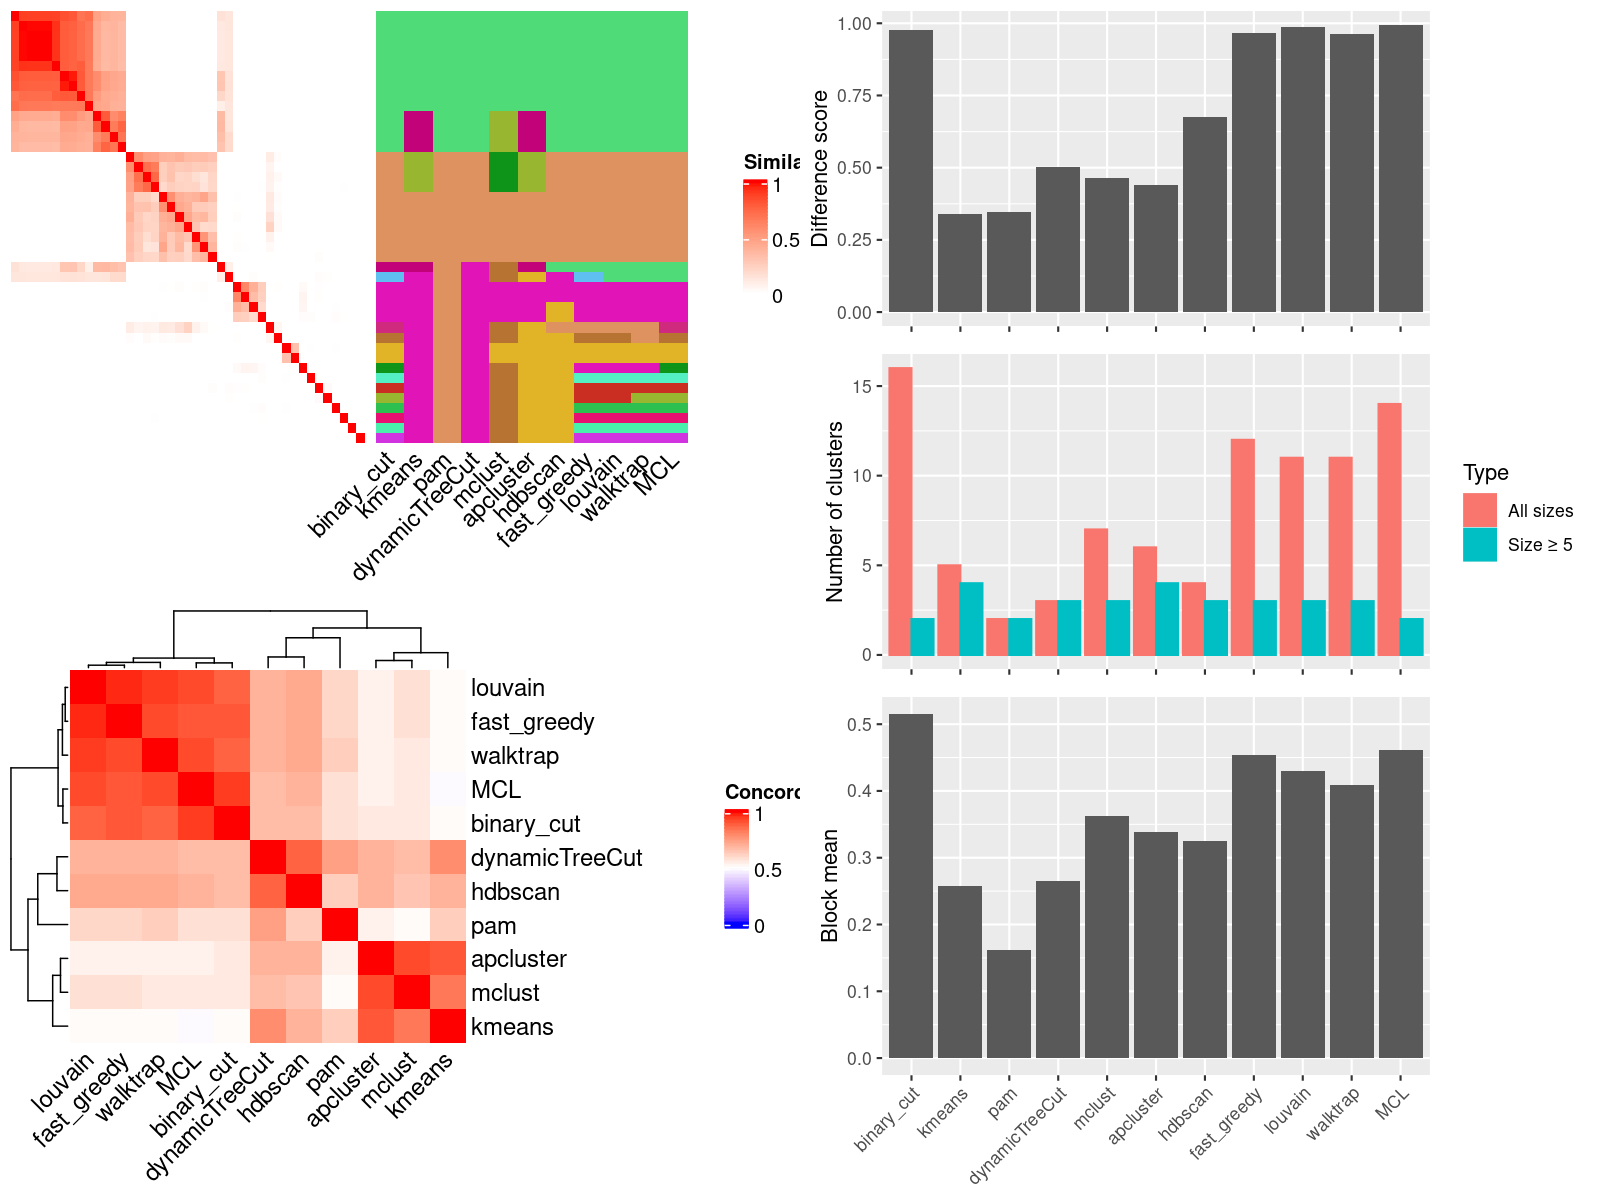 Simila
1
0.5
0
binary_cut
kmeans
pam
dynamicTreeCut
mclust
apcluster
hdbscan
fast_greedy
louvain
walktrap
MCL
louvain
fast_greedy
walktrap
MCL
binary_cut
dynamicTreeCut
hdbscan
pam
apcluster
mclust
kmeans
Concord
1
0.5
0
louvain
fast_greedy
walktrap
MCL
binary_cut
dynamicTreeCut
hdbscan
pam
apcluster
mclust
kmeans
Difference score
1.00
0.75
0.50
0.25
0.00
Number of clusters
15
10
5
0
Type
All sizes
Size ≥ 5
Block mean
0.5
0.4
0.3
0.2
0.1
0.0
binary_cut
kmeans
pam
dynamicTreeCut
mclust
apcluster
hdbscan
fast_greedy
louvain
walktrap
MCL